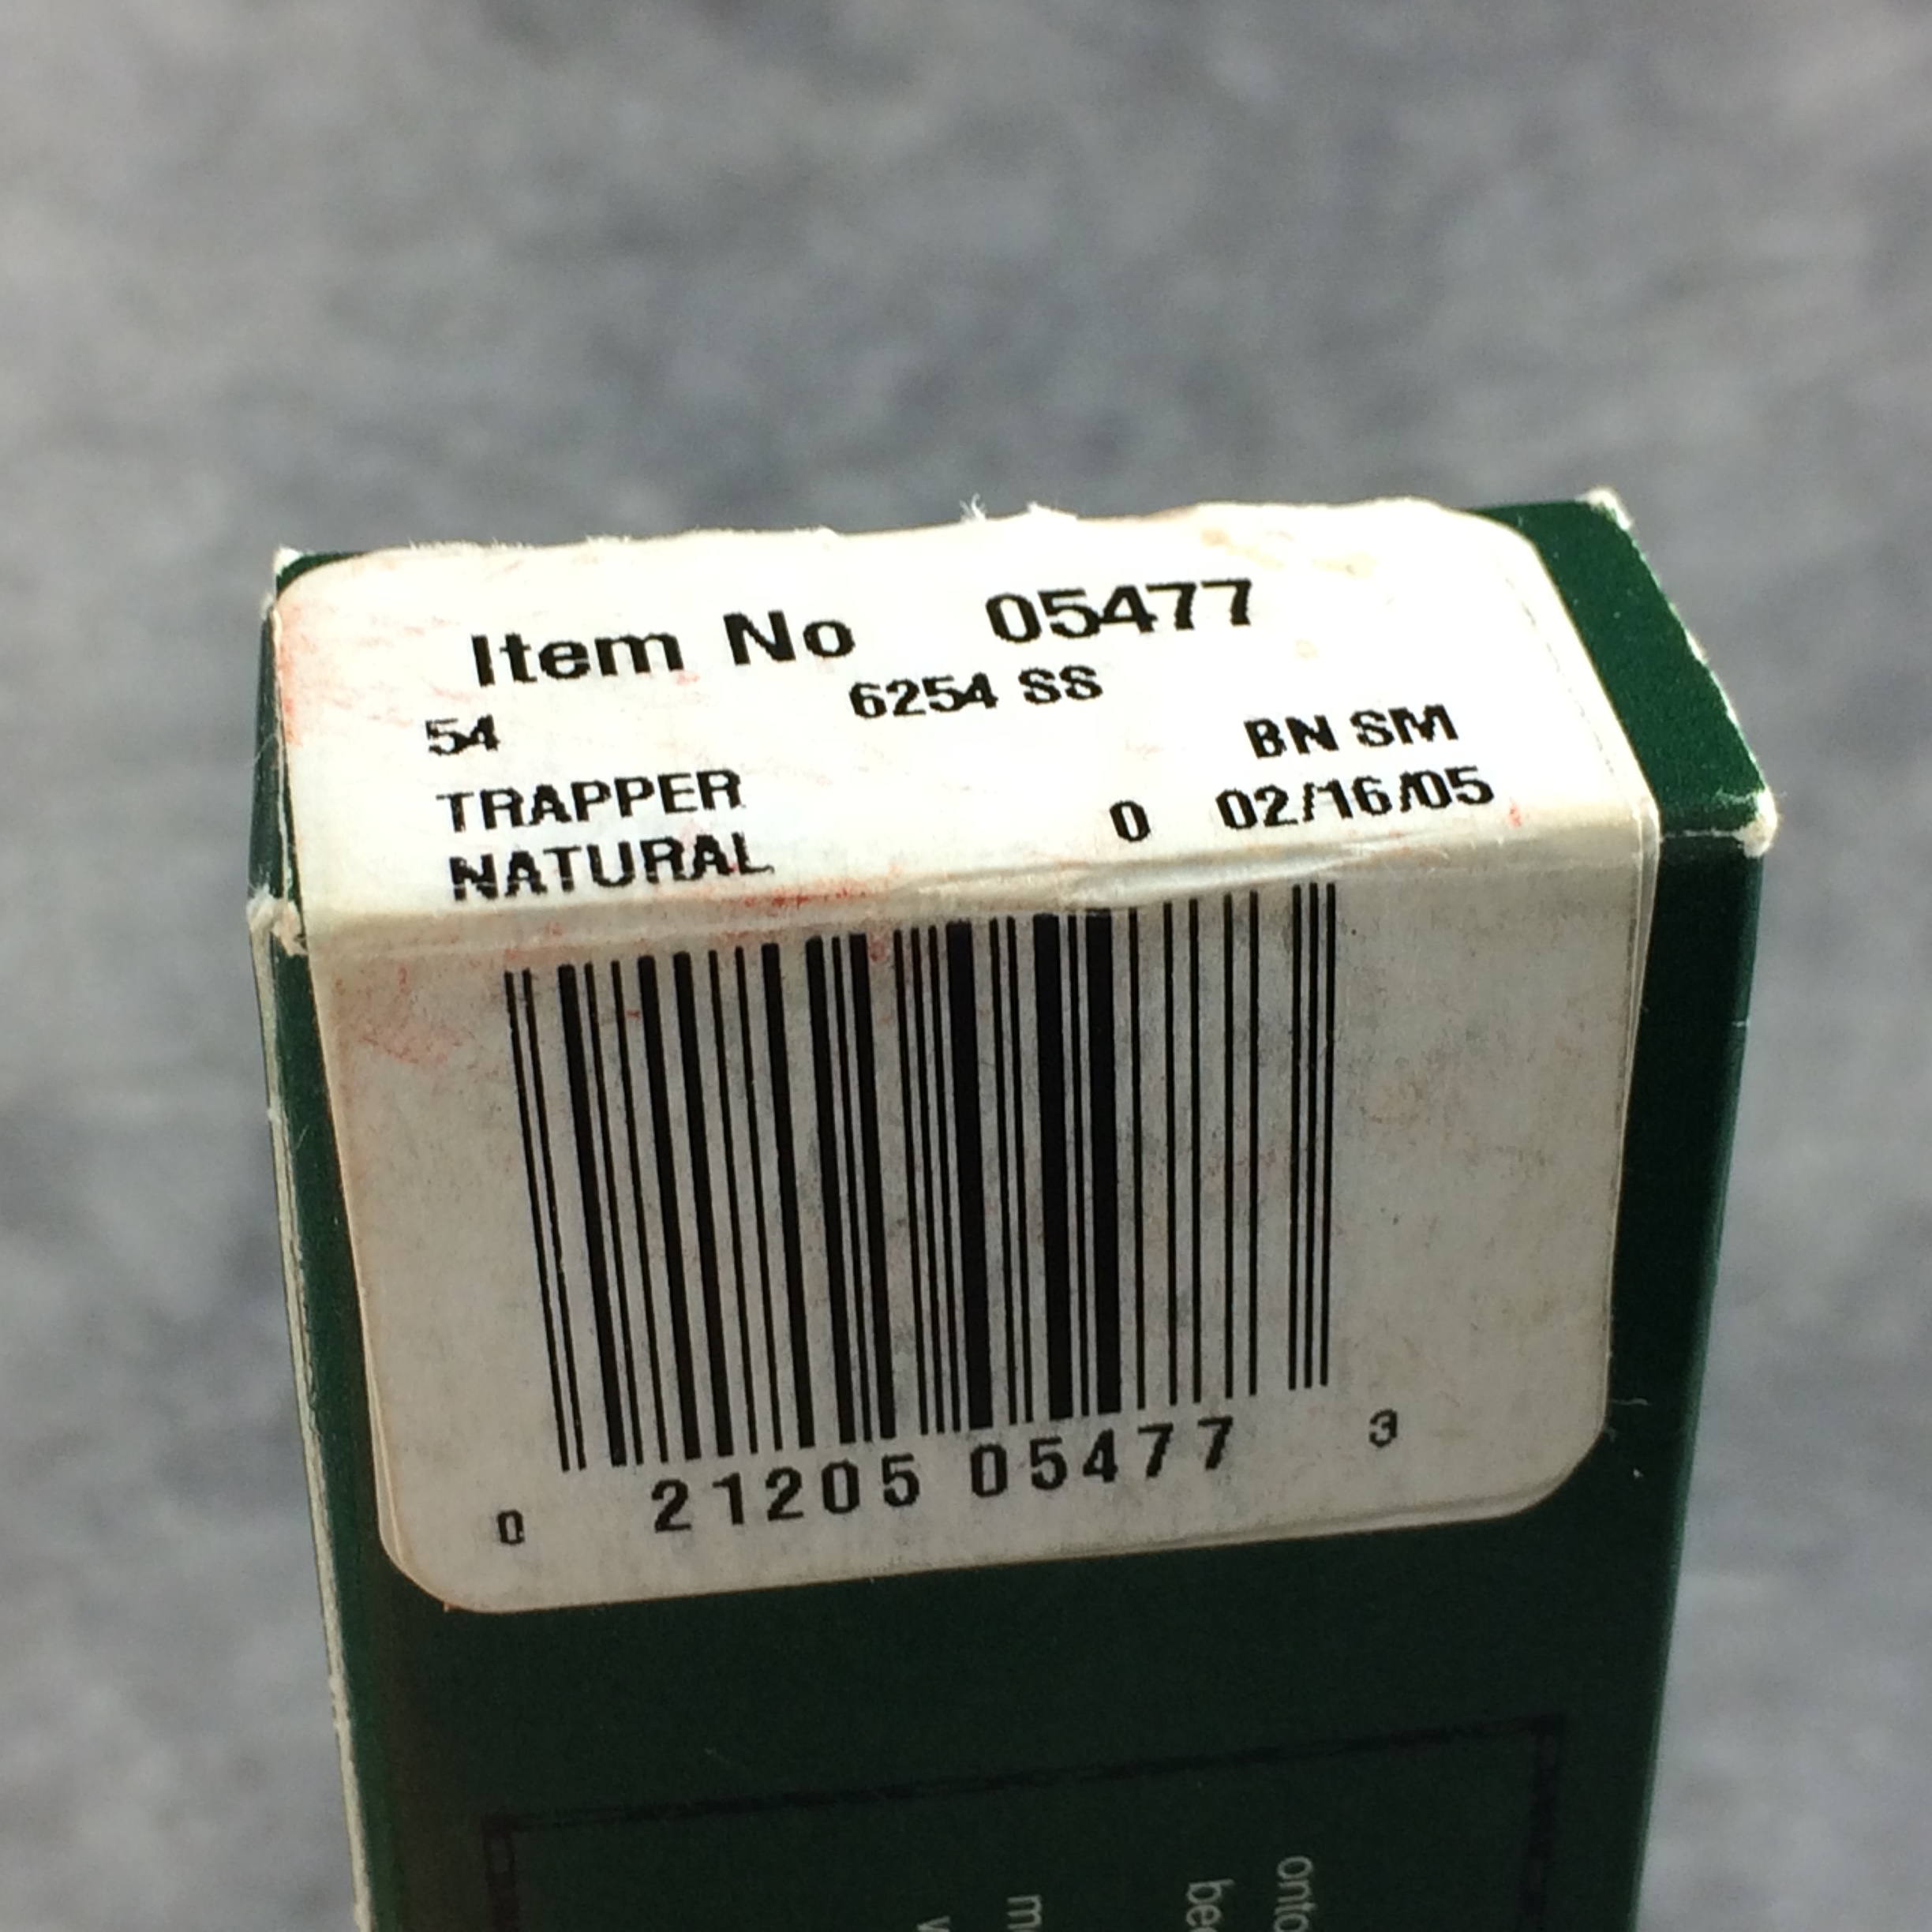 Item No 05477
6254 SS
54 BN SM
TRAPPER 0 02/16/05
NATURAL
0 21205 05477 3